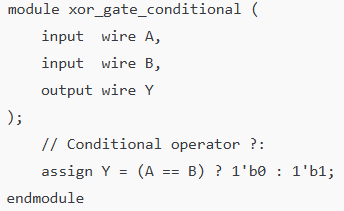 module xor_gate_conditional (
    input  wire A,
    input  wire B,
    output wire Y
);
    // Conditional operator ?:
    assign Y = (A == B) ? 1'b0 : 1'b1;
endmodule